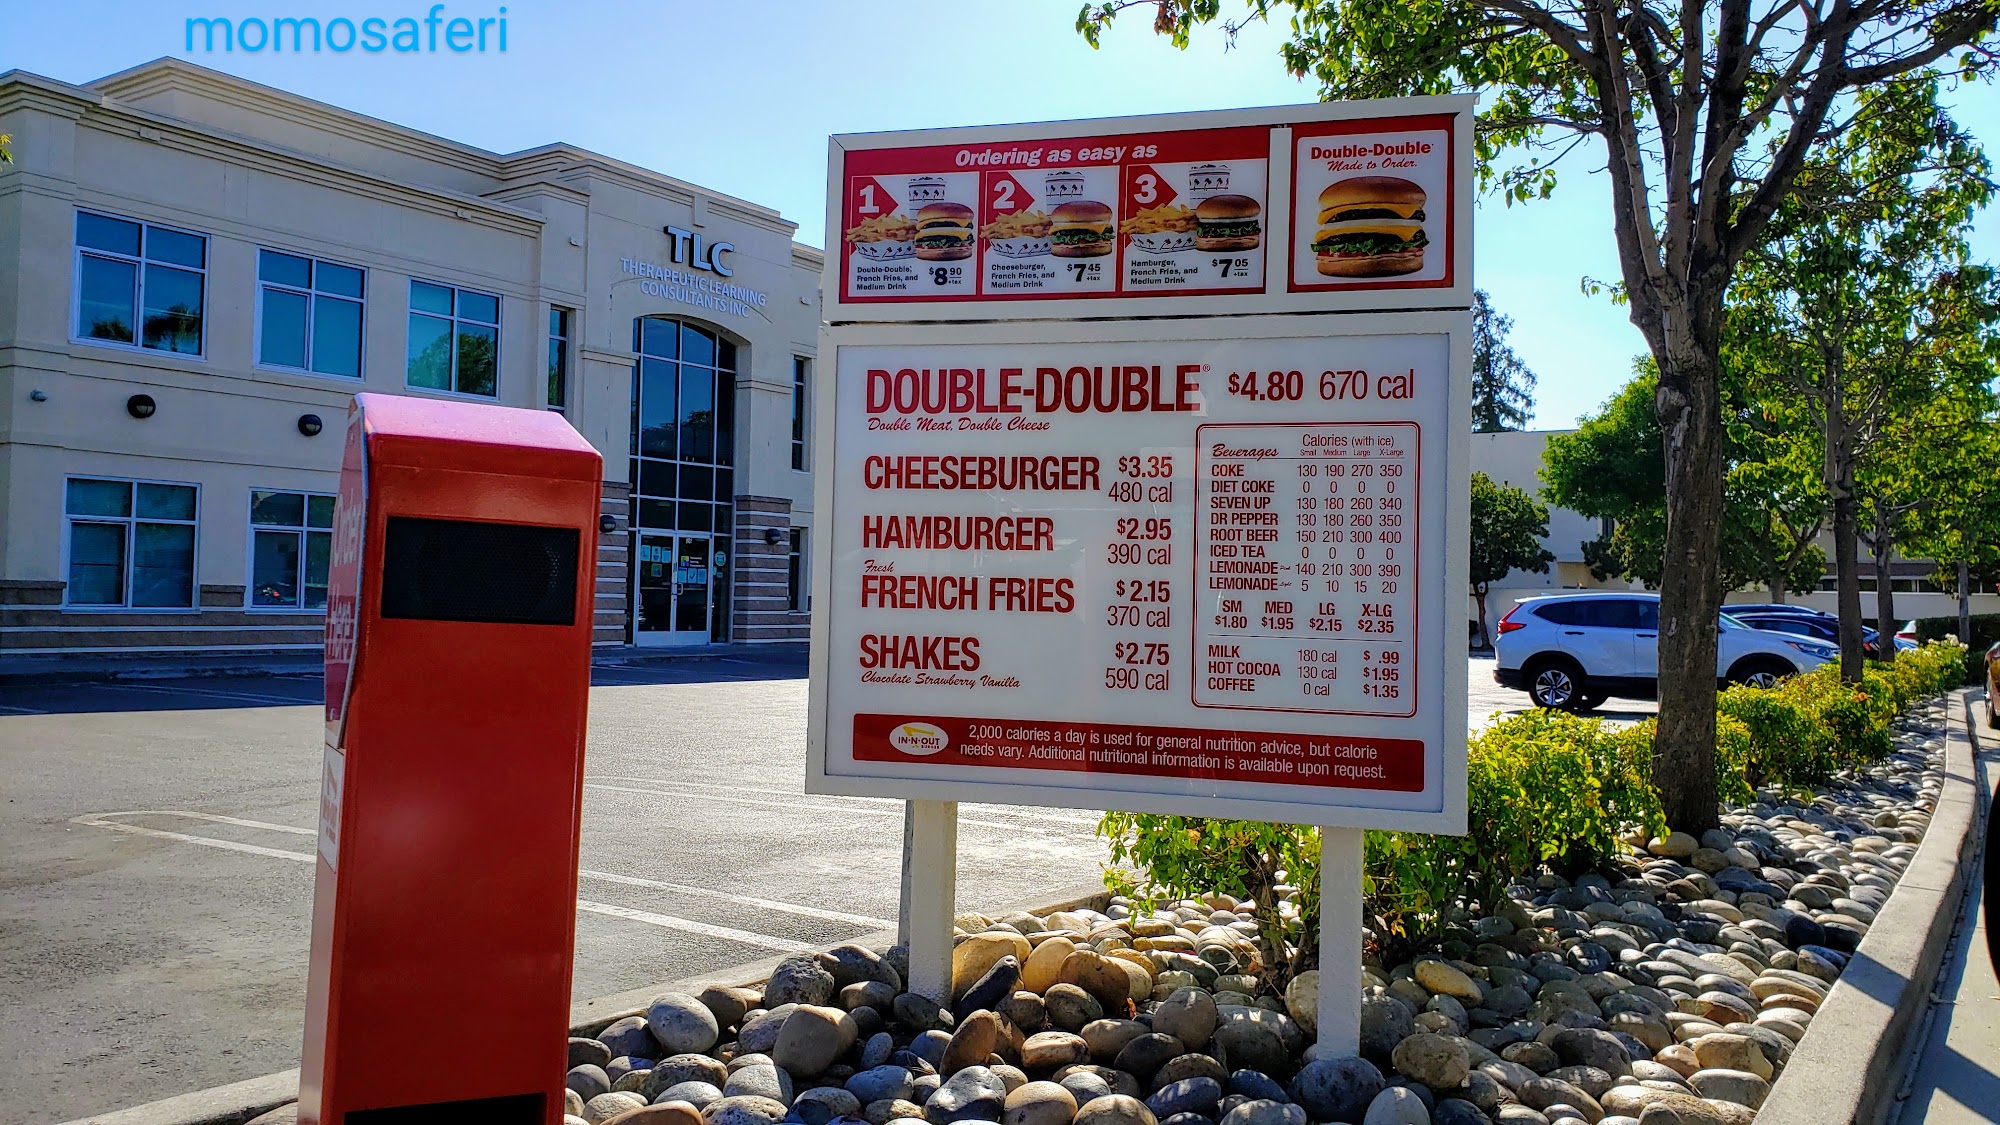 momosaferi
TLC
THERAPEUTIC LEARNING
CONSULTANTS INC
Ordering as easy as
1
Double-Double,
French Fries, and
Medium Drink
$8 90
+tax
2
Cheeseburger,
French Fries, and
Medium Drink
$7 45
+tax
3
Hamburger,
French Fries, and
Medium Drink
$7 05
+tax
Double-Double
Made to Order.
DOUBLE-DOUBLE® $4.80 670 cal
Double Meat, Double Cheese
CHEESEBURGER $3.35
480 cal
HAMBURGER $2.95
390 cal
Fresh
FRENCH FRIES $2.15
370 cal
SHAKES $2.75
Chocolate Strawberry Vanilla 590 cal
Calories (with ice)
Beverages Small Medium Large X-Large
COKE 130 190 270 350
DIET COKE 0 0 0 0
SEVEN UP 130 180 260 340
DR PEPPER 130 180 260 350
ROOT BEER 150 210 300 400
ICED TEA 0 0 0 0
LEMONADE 140 210 300 390
LEMONADE 5 10 15 20
SM MED LG X-LG
$1.80 $1.95 $2.15 $2.35
MILK 180 cal $ .99
HOT COCOA 130 cal $1.95
COFFEE 0 cal $1.35
IN-N-OUT
BURGER
2,000 calories a day is used for general nutrition advice, but calorie
needs vary. Additional nutritional information is available upon request.
Order
Here